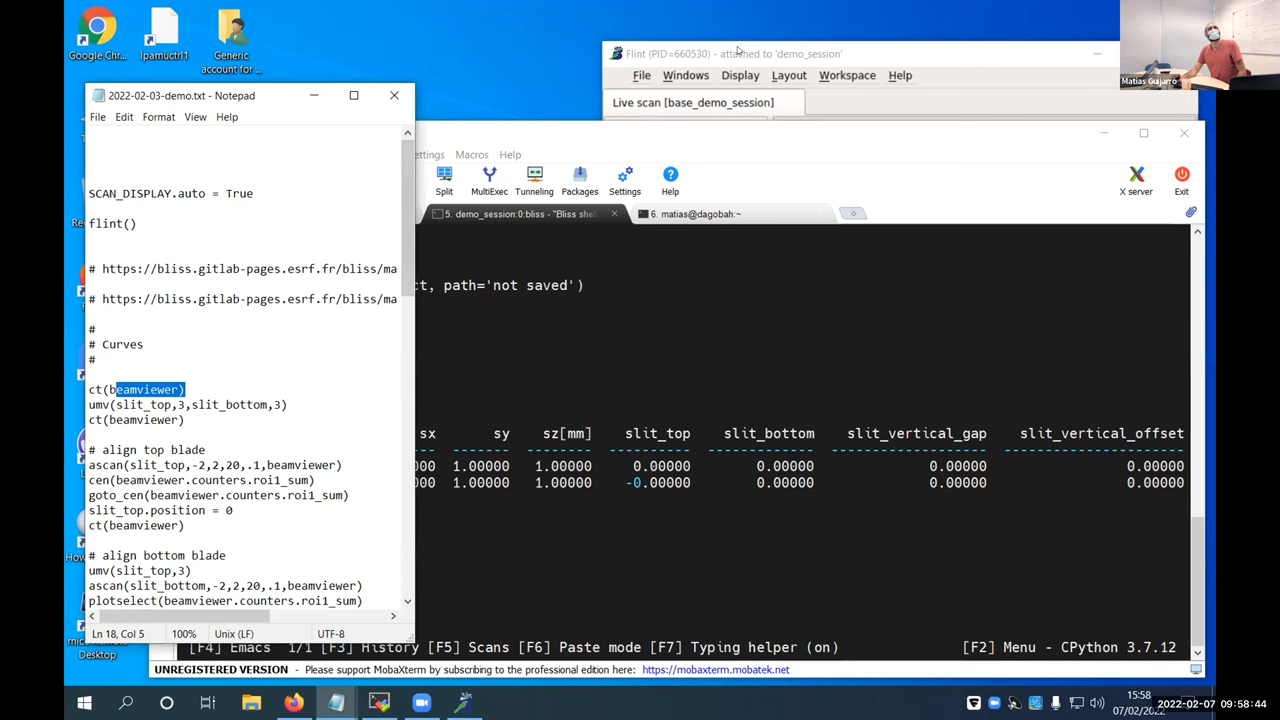 Google Chr...
lpamuctrl1
Generic
account for ...
Flint (PID=660530) - attached to 'demo_session'
File Windows Display Layout Workspace Help
Live scan [base_demo_session]
Matias Guijarro
2022-02-03-demo.txt - Notepad
File Edit Format View Help
SCAN_DISPLAY.auto = True
flint()
# https://bliss.gitlab-pages.esrf.fr/bliss/ma
# https://bliss.gitlab-pages.esrf.fr/bliss/ma
#
# Curves
#
ct(beamviewer)
umv(slit_top,3,slit_bottom,3)
ct(beamviewer)
# align top blade
ascan(slit_top,-2,2,20,.1,beamviewer)
cen(beamviewer.counters.roi1_sum)
goto_cen(beamviewer.counters.roi1_sum)
slit_top.position = 0
ct(beamviewer)
# align bottom blade
umv(slit_top,3)
ascan(slit_bottom,-2,2,20,.1,beamviewer)
plotselect(beamviewer.counters.roi1_sum)
Ln 18, Col 5 100% Unix (LF) UTF-8
ettings Macros Help
Split MultiExec Tunneling Packages Settings Help X server Exit
5. demo_session:0:bliss - "Bliss shel
6. matias@dagobah:~
ct, path='not saved')
sx sy sz[mm] slit_top slit_bottom slit_vertical_gap slit_vertical_offset
000 1.00000 1.00000 0.00000 0.00000 0.00000 0.00000
000 1.00000 1.00000 -0.00000 0.00000 0.00000 0.00000
[F4] Emacs 1/1 [F3] History [F5] Scans [F6] Paste mode [F7] Typing helper (on) [F2] Menu - CPython 3.7.12
UNREGISTERED VERSION - Please support MobaXterm by subscribing to the professional edition here: https://mobaxterm.mobatek.net
Desktop
15:58
07/02/2022
2022-02-07 09:58:44